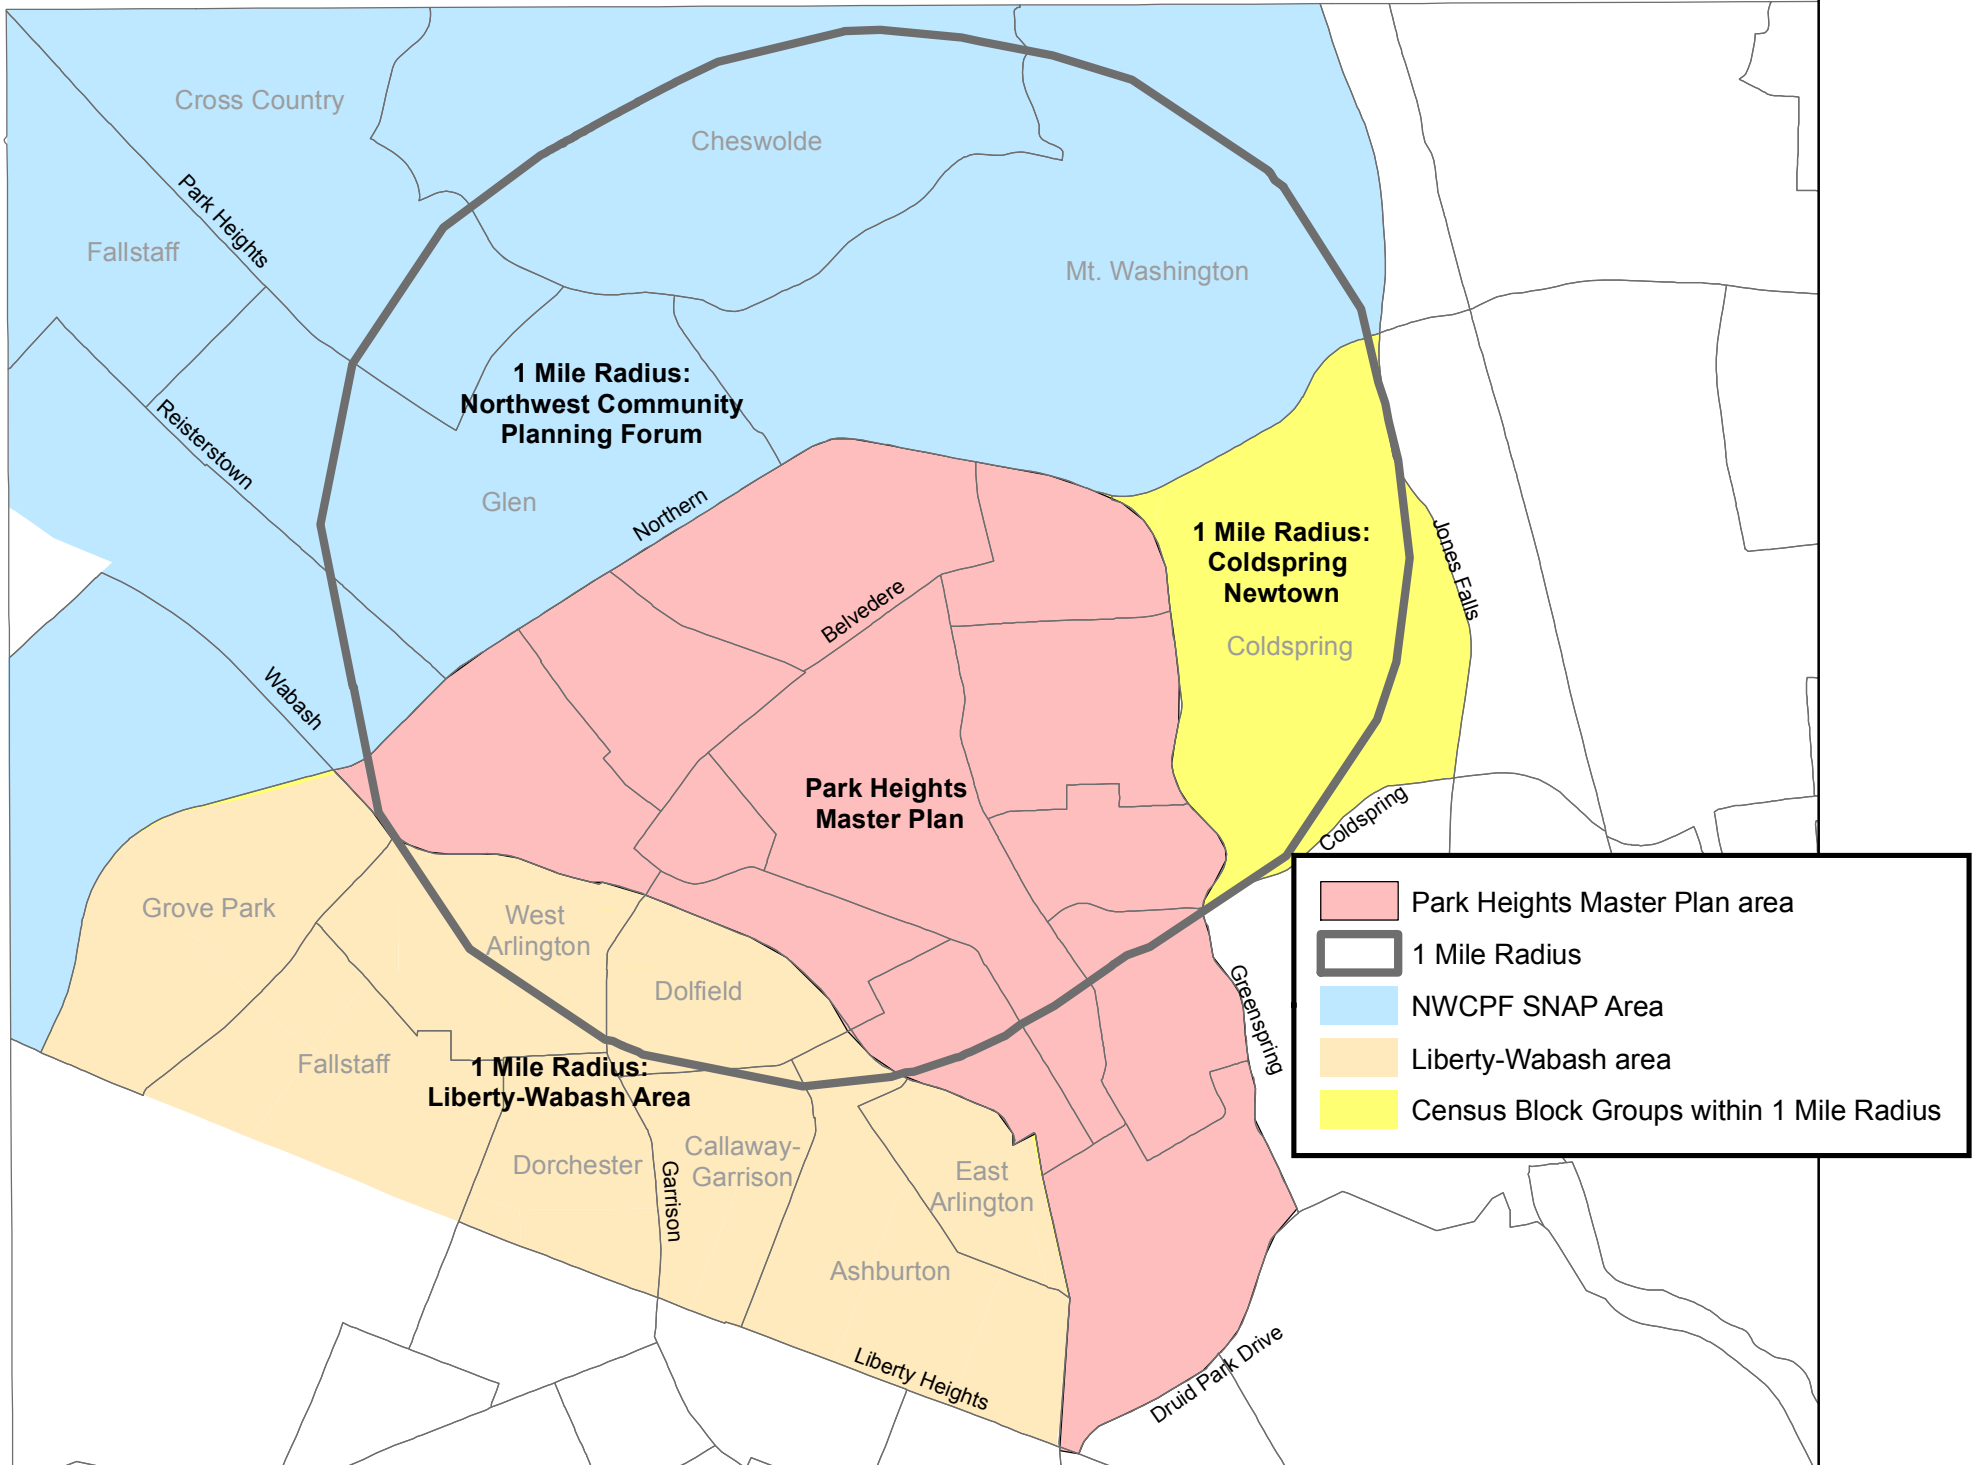 Cross Country
Cheswolde
Park Heights
Fallstaff
Mt. Washington
1 Mile Radius:
Northwest Community
Planning Forum
Reisterstown
Glen
Northern
1 Mile Radius:
Coldspring
Newtown
Jones Falls
Belvedere
Coldspring
Wabash
Park Heights
Master Plan
Coldspring
Grove Park
West
Arlington
Dolfield
Greenspring
Fallstaff
1 Mile Radius:
Liberty-Wabash Area
Dorchester
Garrison
Callaway-
Garrison
East
Arlington
Ashburton
Liberty Heights
Druid Park Drive
Park Heights Master Plan area
1 Mile Radius
NWCPF SNAP Area
Liberty-Wabash area
Census Block Groups within 1 Mile Radius